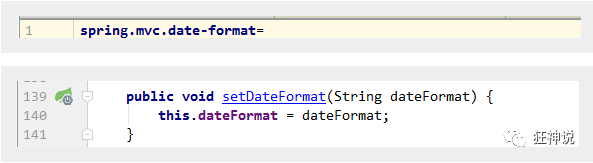 1 spring.mvc.date-format=
139 public void setDateFormat(String dateFormat) {
140 this.dateFormat = dateFormat;
141 }
狂神说